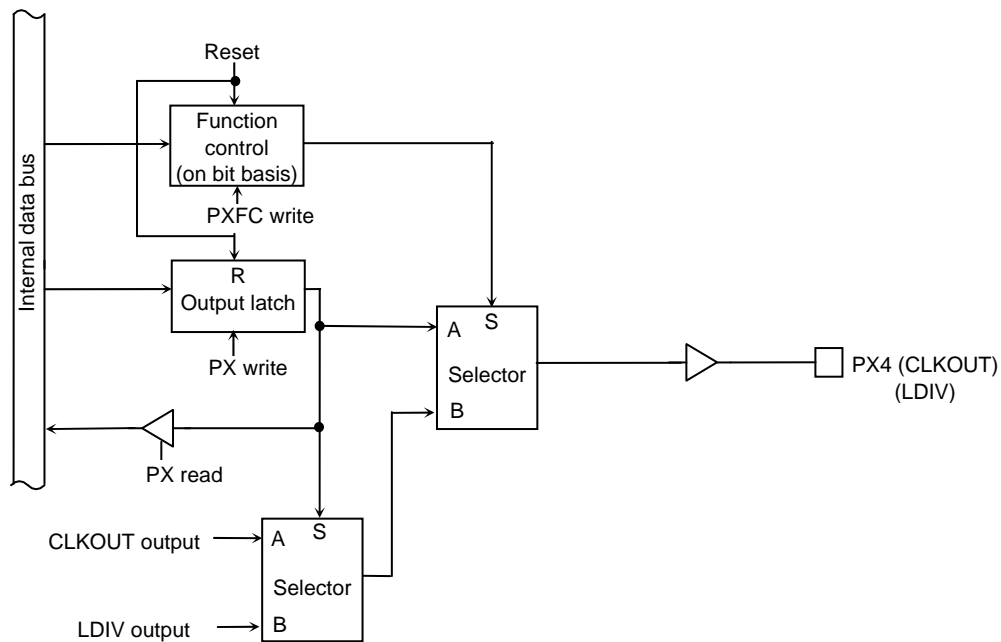 Reset
Internal data bus
Function
control
(on bit basis)
PXFC write
R
Output latch
PX write
A
S
Selector
B
PX4 (CLKOUT)
(LDIV)
PX read
CLKOUT output
A
S
Selector
LDIV output
B